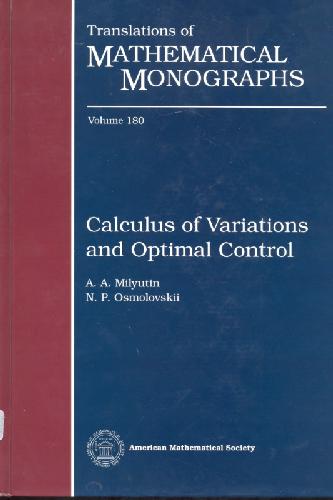 Translations of
MATHEMATICAL
MONOGRAPHS
Volume 180
Calculus of Variations
and Optimal Control
A. A. Milyutin
N. P. Osmolovskii
American Mathematical Society